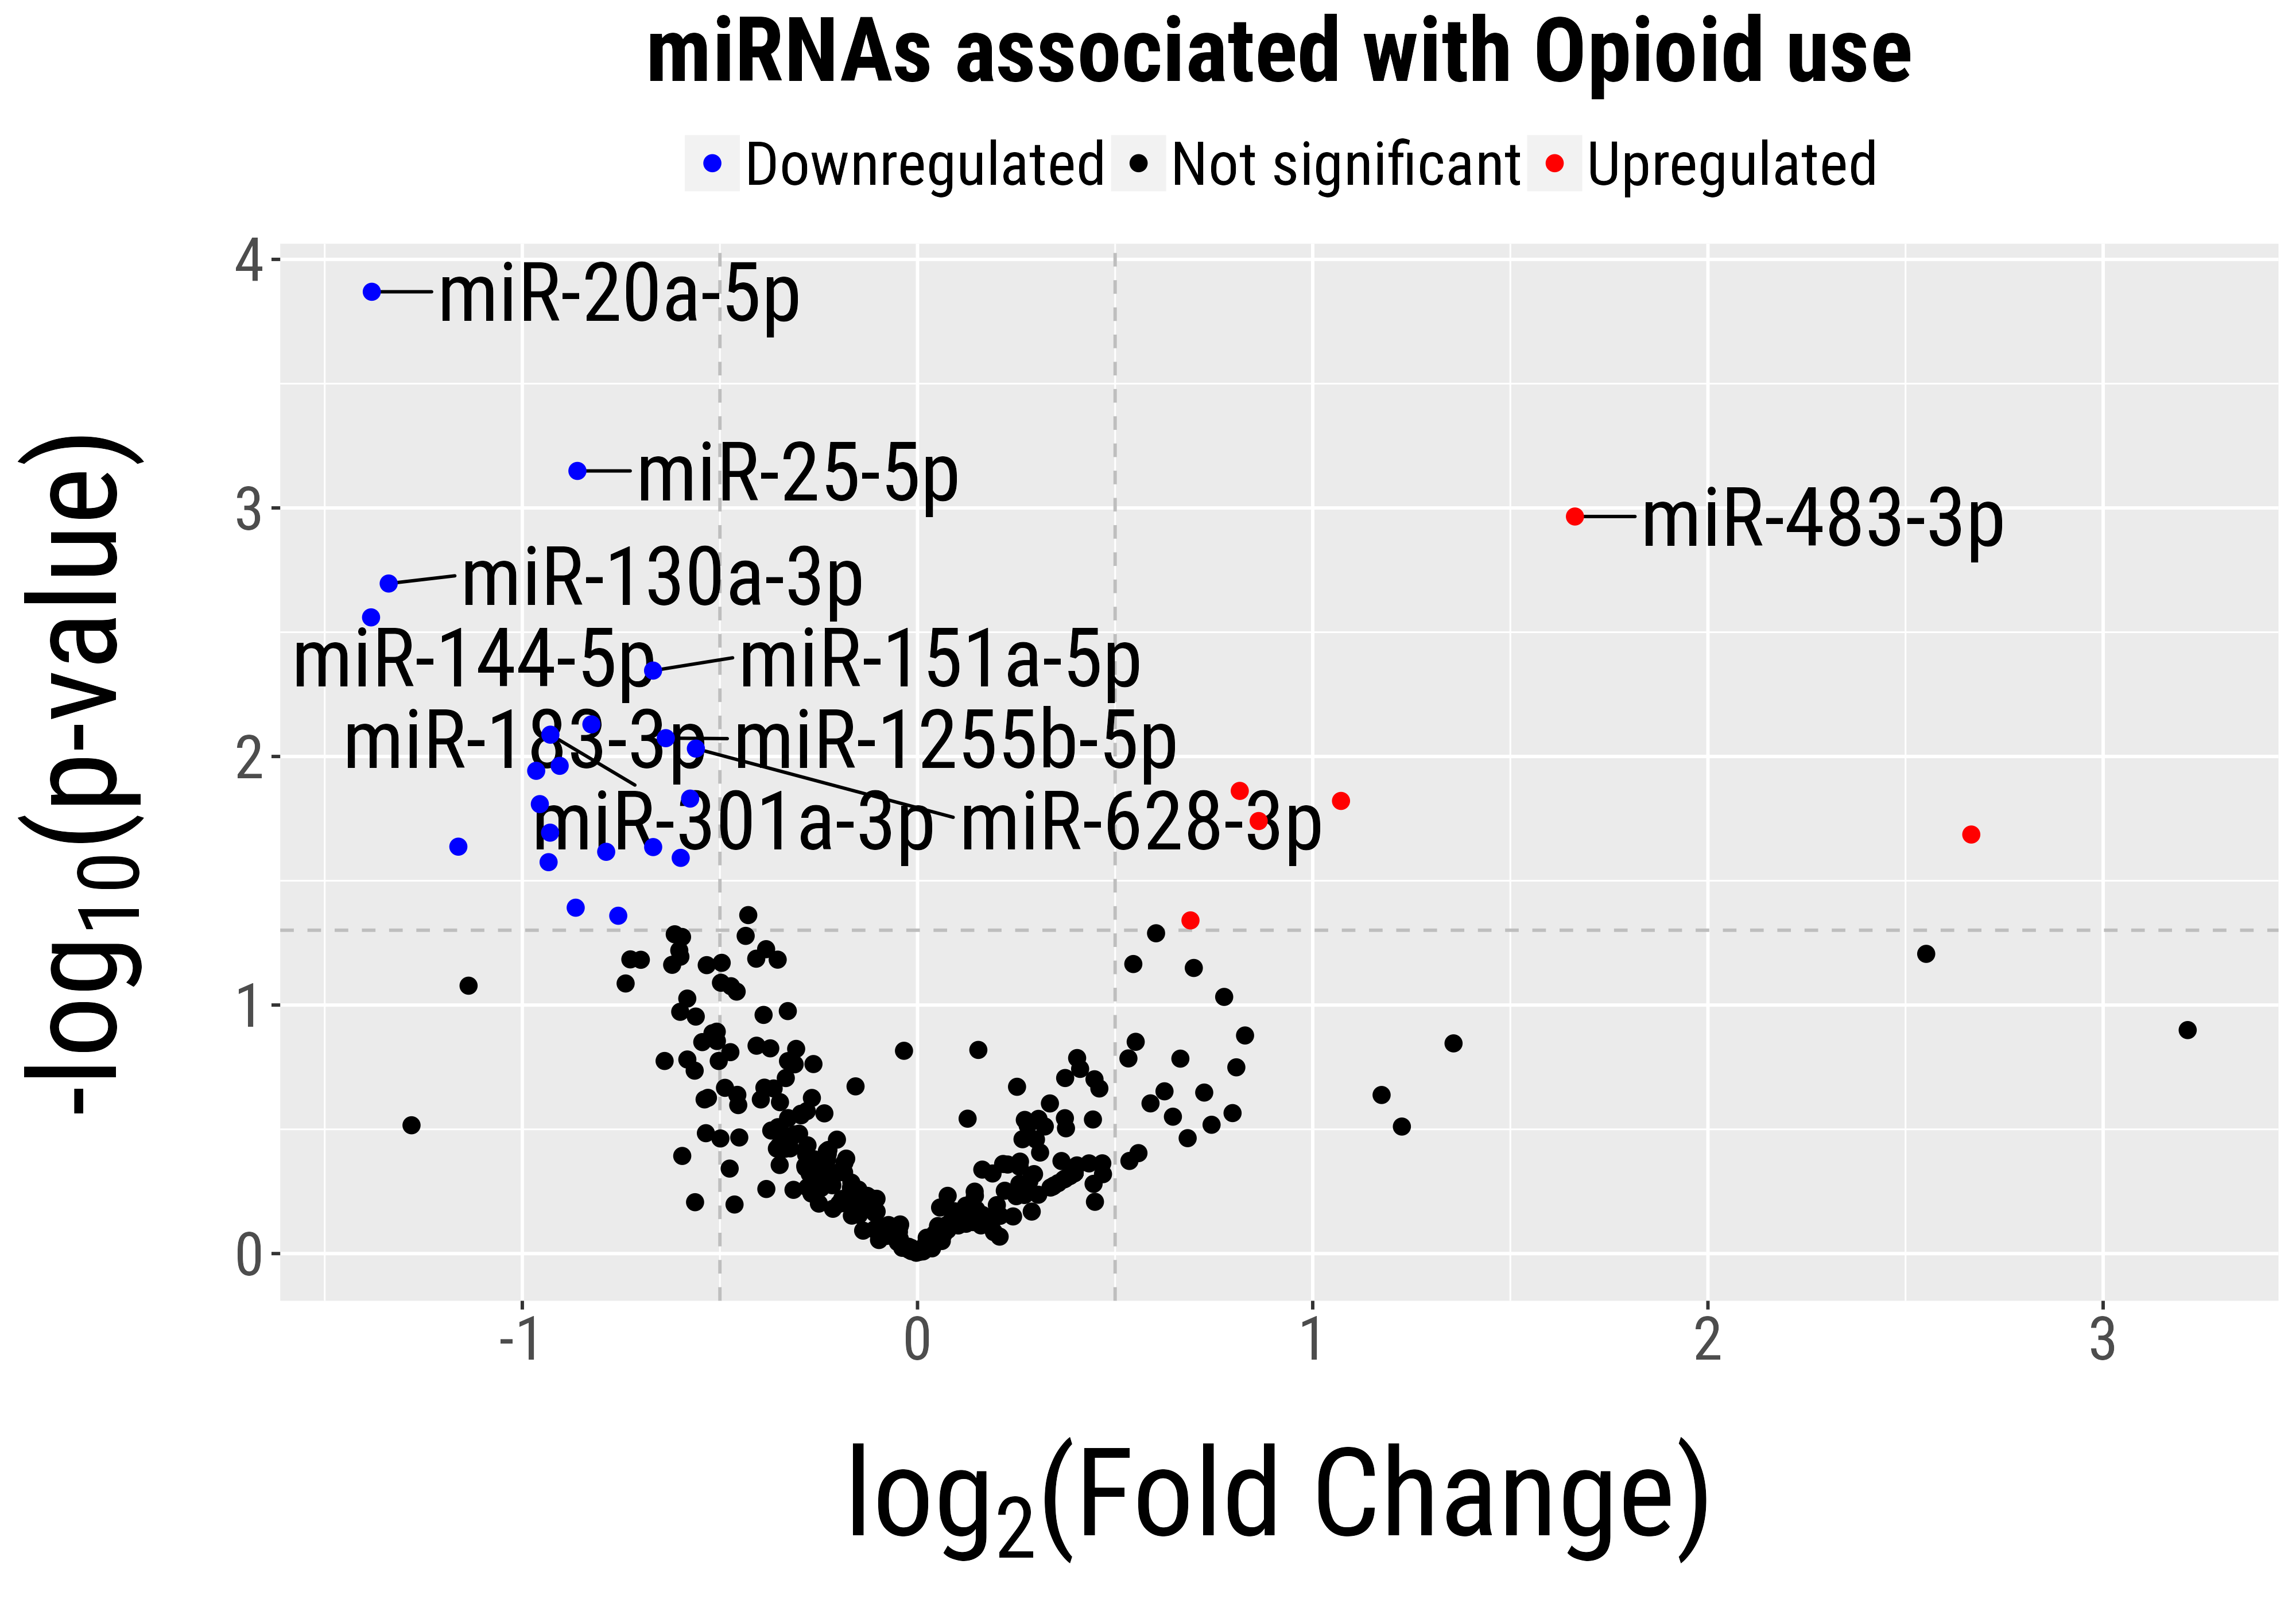 miRNAs associated with Opioid use
Downregulated Not significant Upregulated
4
miR-20a-5p
miR-25-5p
3
miR-483-3p
miR-130a-3p
miR-144-5p miR-151a-5p
miR-183-3p miR-1255b-5p
2
miR-301a-3p miR-628-3p
1
0
-log10(p-value)
-1 0 1 2 3
log2(Fold Change)